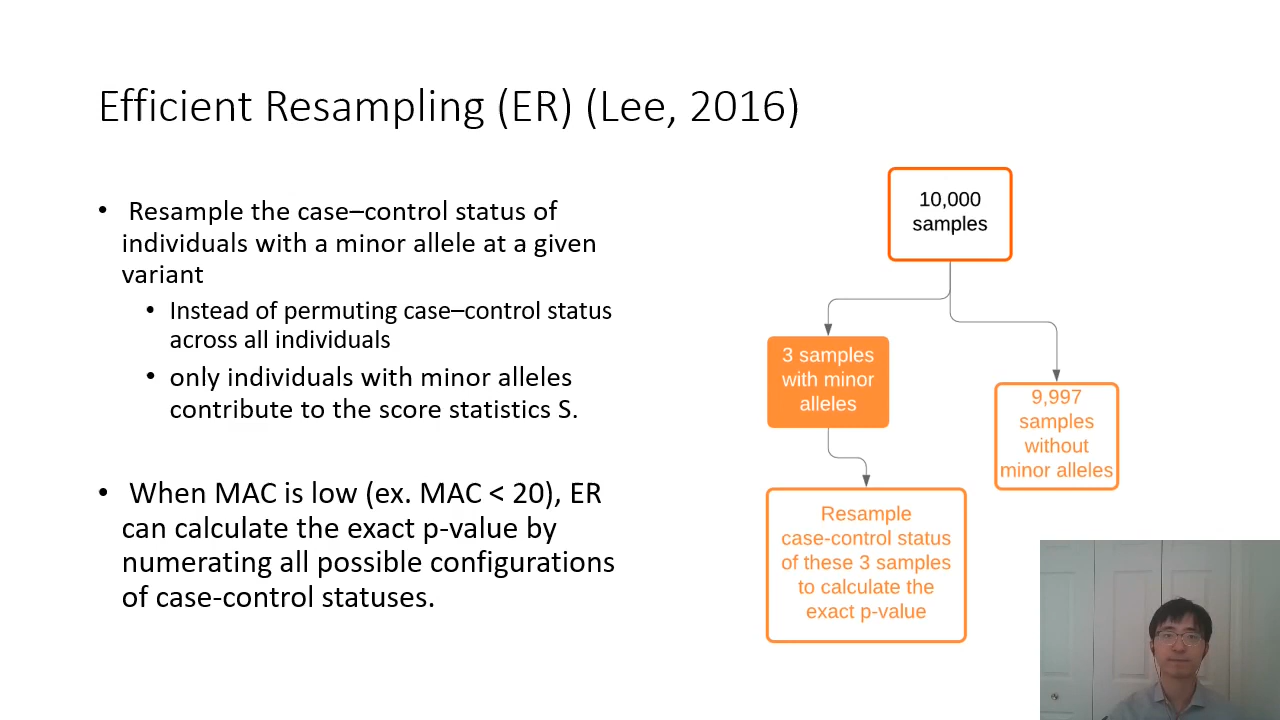 Efficient Resampling (ER) (Lee, 2016)
• Resample the case–control status of
individuals with a minor allele at a given
variant
• Instead of permuting case–control status
across all individuals
• only individuals with minor alleles
contribute to the score statistics S.
• When MAC is low (ex. MAC < 20), ER
can calculate the exact p-value by
numerating all possible configurations
of case-control statuses.
10,000
samples
3 samples
with minor
alleles
9,997
samples
without
minor alleles
Resample
case-control status
of these 3 samples
to calculate the
exact p-value